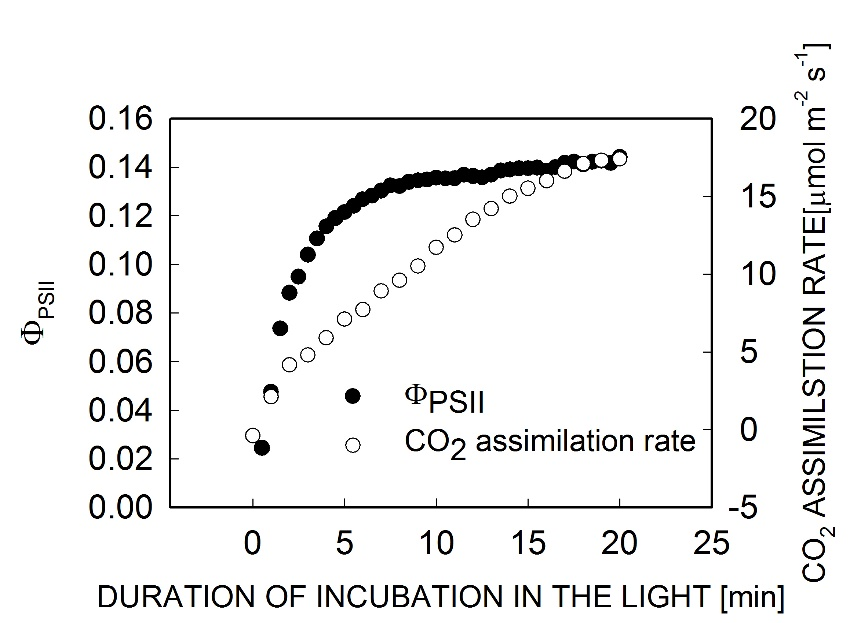 0.16
0.14
0.12
0.10
0.08
0.06
0.04
0.02
0.00
ΦPSII
20
15
10
5
0
-5
CO2 ASSIMILSTION RATE[µmol m-2 s-1]
ΦPSII
CO2 assimilation rate
0 5 10 15 20 25
DURATION OF INCUBATION IN THE LIGHT [min]